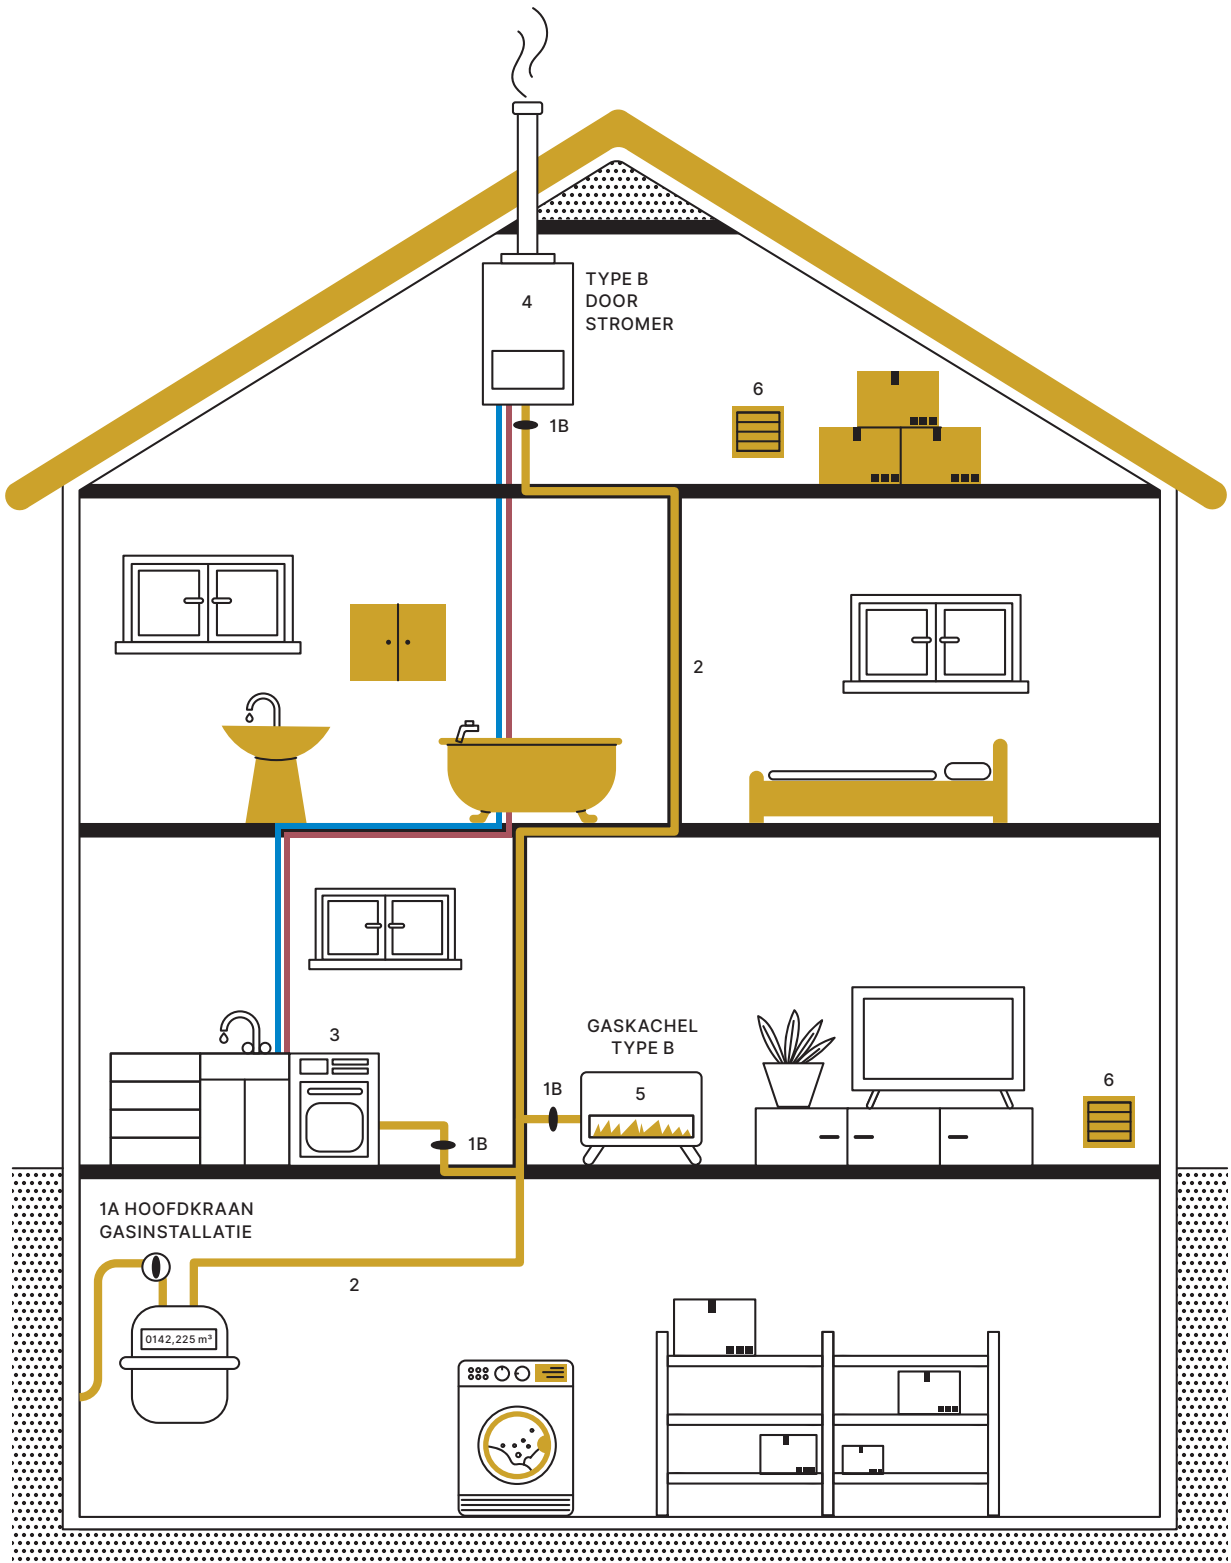 4
TYPE B
DOOR
STROMER
6
1B
2
3
GASKACHEL
TYPE B
1B
5
6
1B
1A HOOFDKRAAN
GASINSTALLATIE
2
0142,225 m³